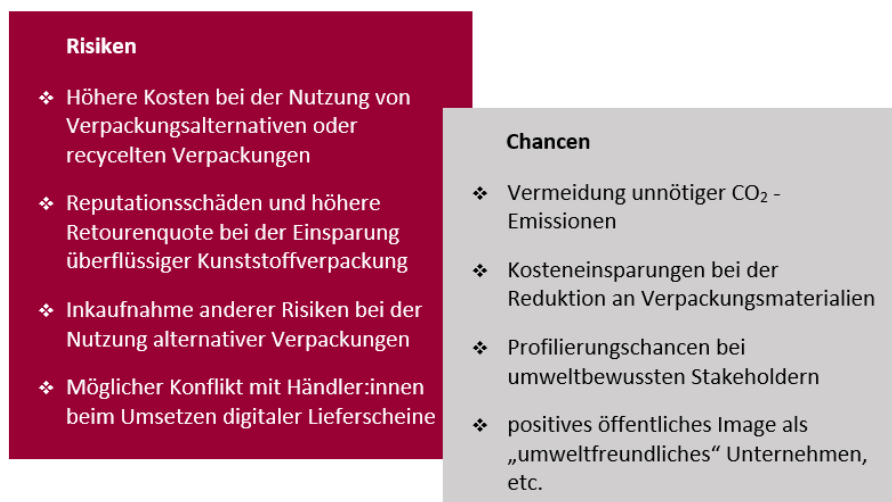 Risiken
❖ Höhere Kosten bei der Nutzung von
Verpackungsalternativen oder
recycelten Verpackungen
❖ Reputationsschäden und höhere
Retourenquote bei der Einsparung
überflüssiger Kunststoffverpackung
❖ Inkaufnahme anderer Risiken bei der
Nutzung alternativer Verpackungen
❖ Möglicher Konflikt mit Händler:innen
beim Umsetzen digitaler Lieferscheine
Chancen
❖ Vermeidung unnötiger CO₂ -
Emissionen
❖ Kosteneinsparungen bei der
Reduktion an Verpackungsmaterialien
❖ Profilierungschancen bei
umweltbewussten Stakeholdern
❖ positives öffentliches Image als
„umweltfreundliches“ Unternehmen,
etc.